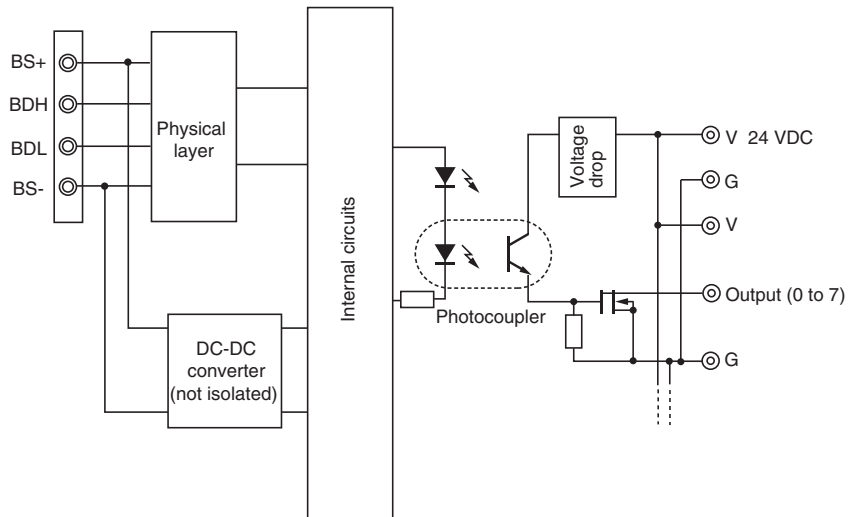 BS+
BDH
BDL
BS-
Physical
layer
DC-DC
converter
(not isolated)
Internal circuits
Photocoupler
Voltage
drop
V 24 VDC
G
V
Output (0 to 7)
G